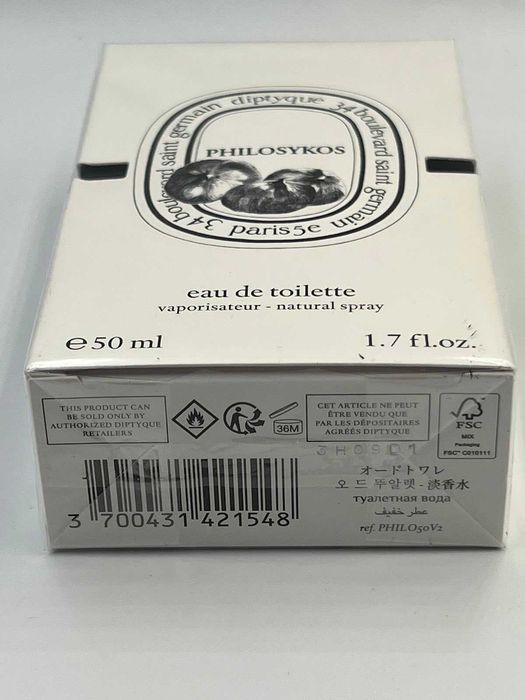 34 boulevard saint germain diptyque 34 boulevard saint germain paris 5e
PHILOSYKOS
eau de toilette
vaporisateur - natural spray
e 50 ml
1.7 fl.oz.
THIS PRODUCT CAN
BE SOLD ONLY BY
AUTHORIZED DIPTYQUE
RETAILERS
36M
CET ARTICLE NE PEUT
ÊTRE VENDU QUE
PAR LES DÉPOSITAIRES
AGRÉÉS DIPTYQUE
FSC
MIX
Packaging
FSC® C010111
3H09D1
オードトワレ
오 드 뚜알렛 - 淡香水
туалетная вода
عطر خفيف
ref. PHILO50V2
3 700431 421548